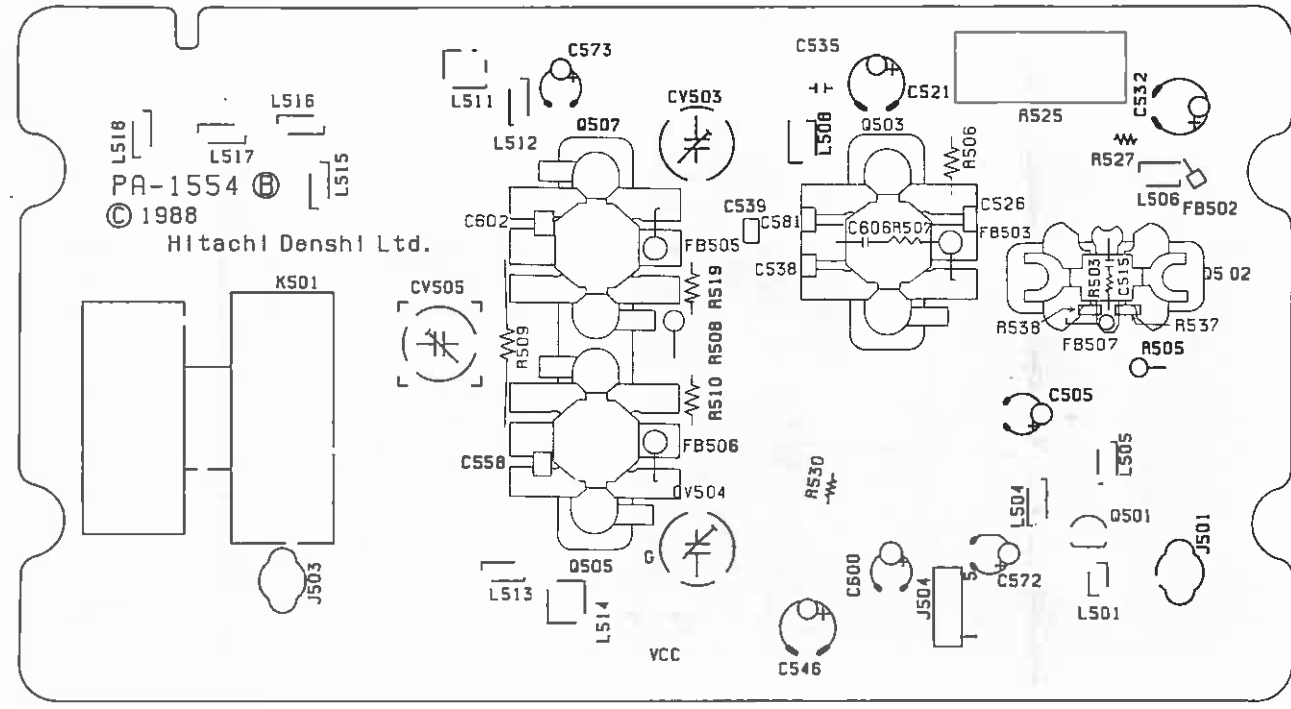 C573
C535
L511
L512
CV503
L508
C521
R525
C532
L518
L516
L517
L515
Q507
Q503
R506
R527
L506
FB502
PA-1554 Ⓑ
© 1988
Hitachi Denshi Ltd.
C602
FB505
C539
C581
C606
R507
C526
FB503
C538
R503
C515
Q502
K501
CV505
R519
R538
R537
FB507
R509
R508
R505
R510
C505
C558
FB506
CV504
R530
L505
L504
Q501
J501
J503
Q505
G
L513
L514
C600
J504
5
C572
L501
1
VCC
C546